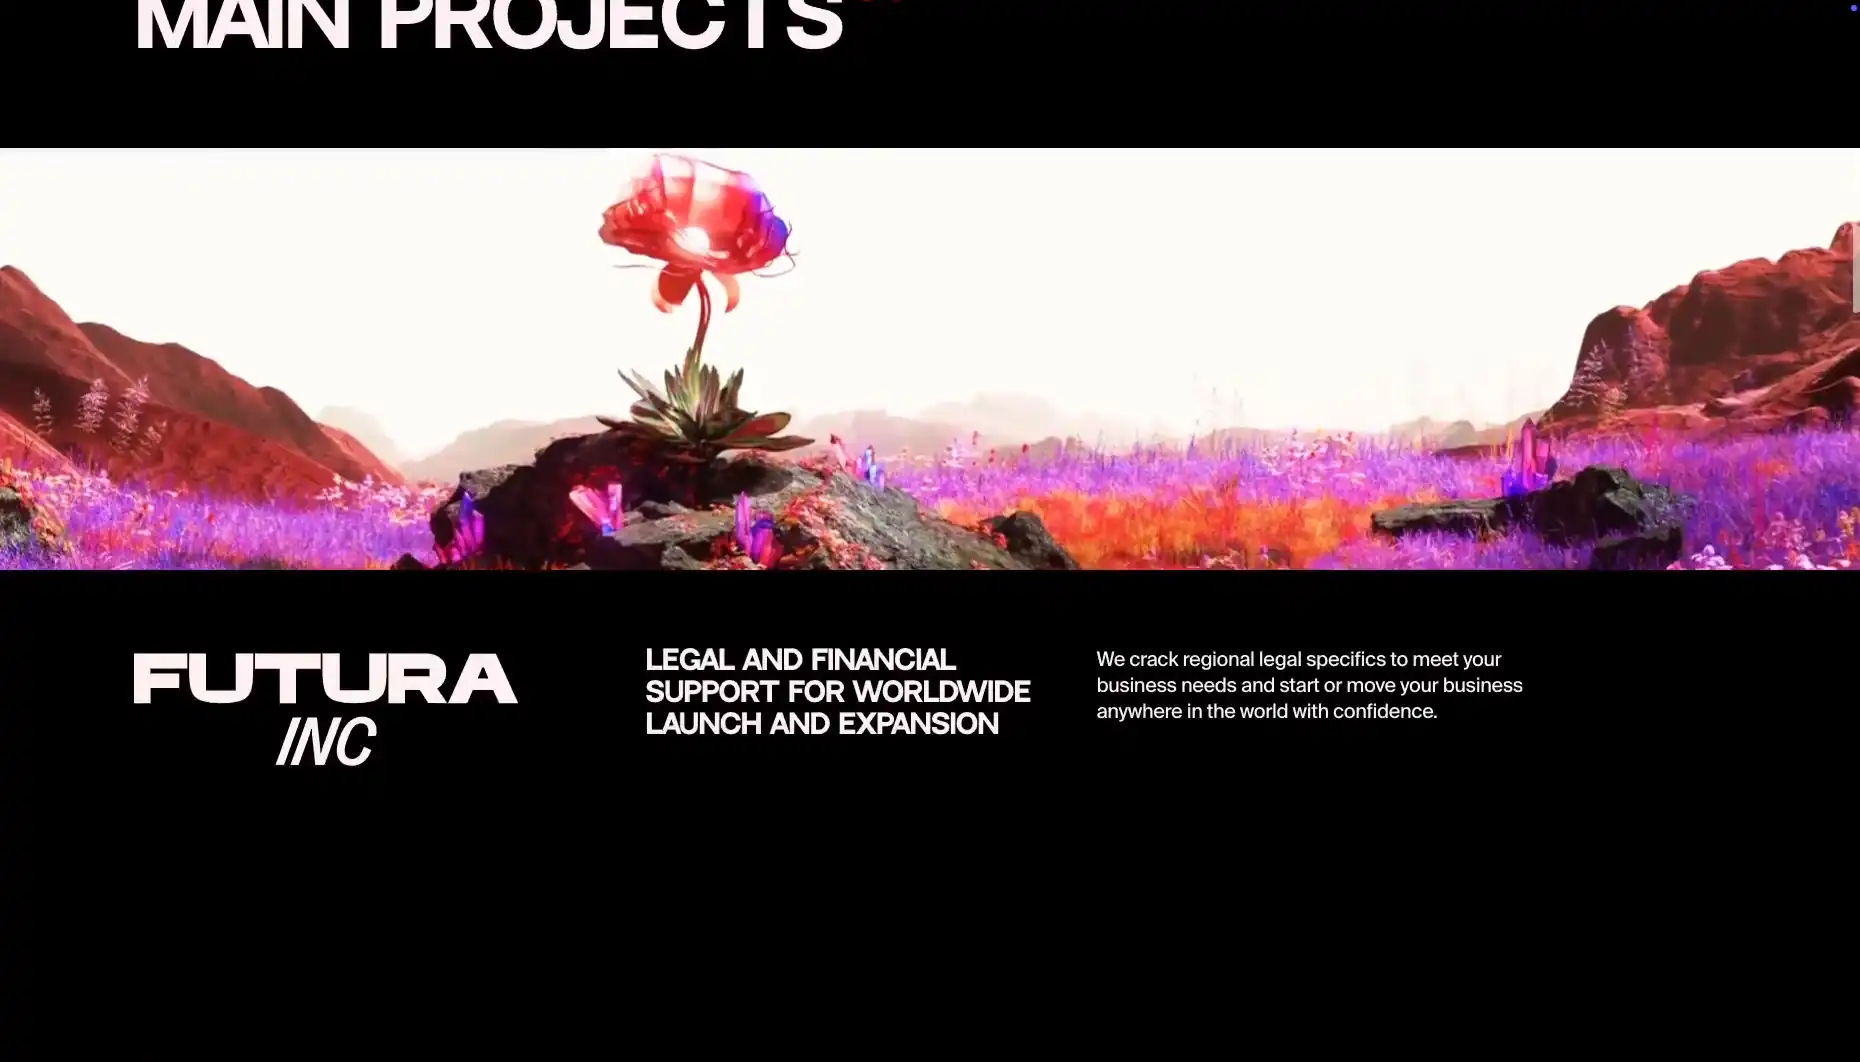 MAIN PROJECTS
FUTURA
INC
LEGAL AND FINANCIAL
SUPPORT FOR WORLDWIDE
LAUNCH AND EXPANSION
We crack regional legal specifics to meet your
business needs and start or move your business
anywhere in the world with confidence.